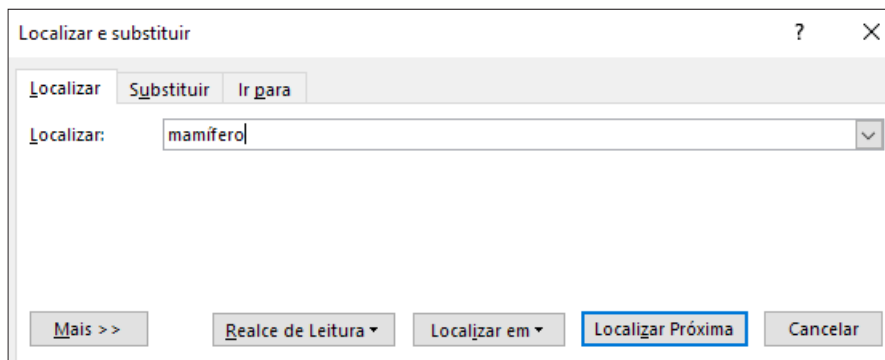 Localizar e substituir ?
Localizar Substituir Ir para
Localizar: mamífero
Mais >> Realce de Leitura Localizar em Localizar Próxima Cancelar